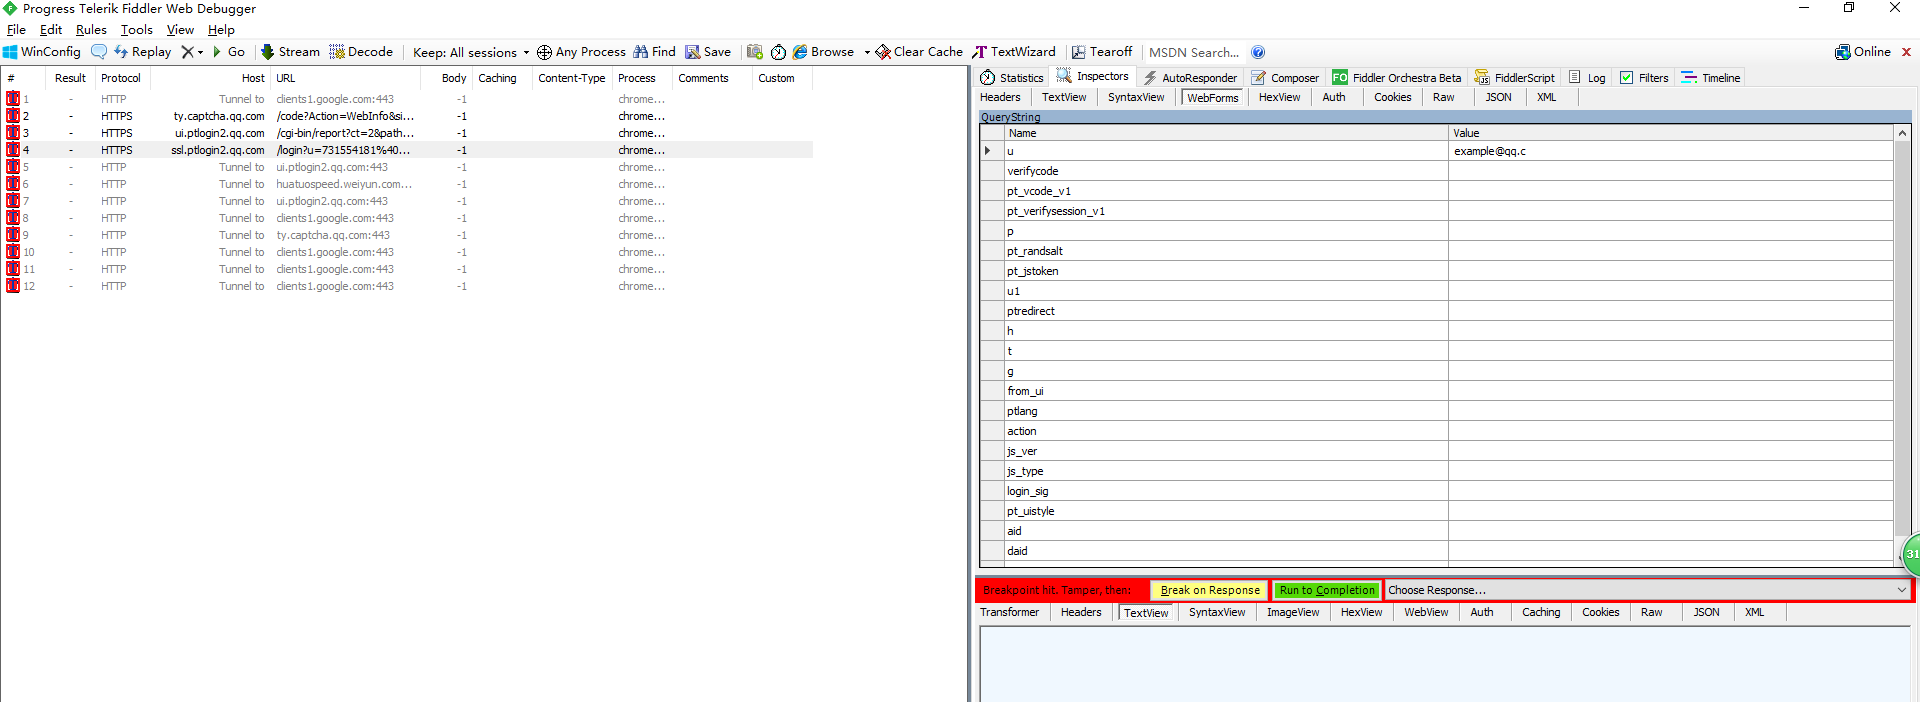 Progress Telerik Fiddler Web Debugger
File Edit Rules Tools View Help
WinConfig Replay Go Stream Decode Keep: All sessions Any Process Find Save Browse Clear Cache TextWizard Tearoff MSDN Search... Online
# Result Protocol Host URL Body Caching Content-Type Process Comments Custom
1 - HTTP Tunnel to clients1.google.com:443 -1 chrome...
2 - HTTPS ty.captcha.qq.com /code?Action=WebInfo&si... -1 chrome...
3 - HTTPS ui.ptlogin2.qq.com /cgi-bin/report?ct=2&path... -1 chrome...
4 - HTTPS ssl.ptlogin2.qq.com /login?u=731554181%40... -1 chrome...
5 - HTTP Tunnel to ui.ptlogin2.qq.com:443 -1 chrome...
6 - HTTP Tunnel to huatuospeed.weiyun.com... -1 chrome...
7 - HTTP Tunnel to ui.ptlogin2.qq.com:443 -1 chrome...
8 - HTTP Tunnel to clients1.google.com:443 -1 chrome...
9 - HTTP Tunnel to ty.captcha.qq.com:443 -1 chrome...
10 - HTTP Tunnel to clients1.google.com:443 -1 chrome...
11 - HTTP Tunnel to clients1.google.com:443 -1 chrome...
12 - HTTP Tunnel to clients1.google.com:443 -1 chrome...
Statistics Inspectors AutoResponder Composer FO Fiddler Orchestra Beta FiddlerScript Log Filters Timeline
Headers TextView SyntaxView WebForms HexView Auth Cookies Raw JSON XML
QueryString
Name Value
u example@qq.c
verifycode
pt_vcode_v1
pt_verifysession_v1
p
pt_randsalt
pt_jstoken
u1
ptredirect
h
t
g
from_ui
ptlang
action
js_ver
js_type
login_sig
pt_uistyle
aid
daid
31
Breakpoint hit. Tamper, then: Break on Response Run to Completion Choose Response...
Transformer Headers TextView SyntaxView ImageView HexView WebView Auth Caching Cookies Raw JSON XML